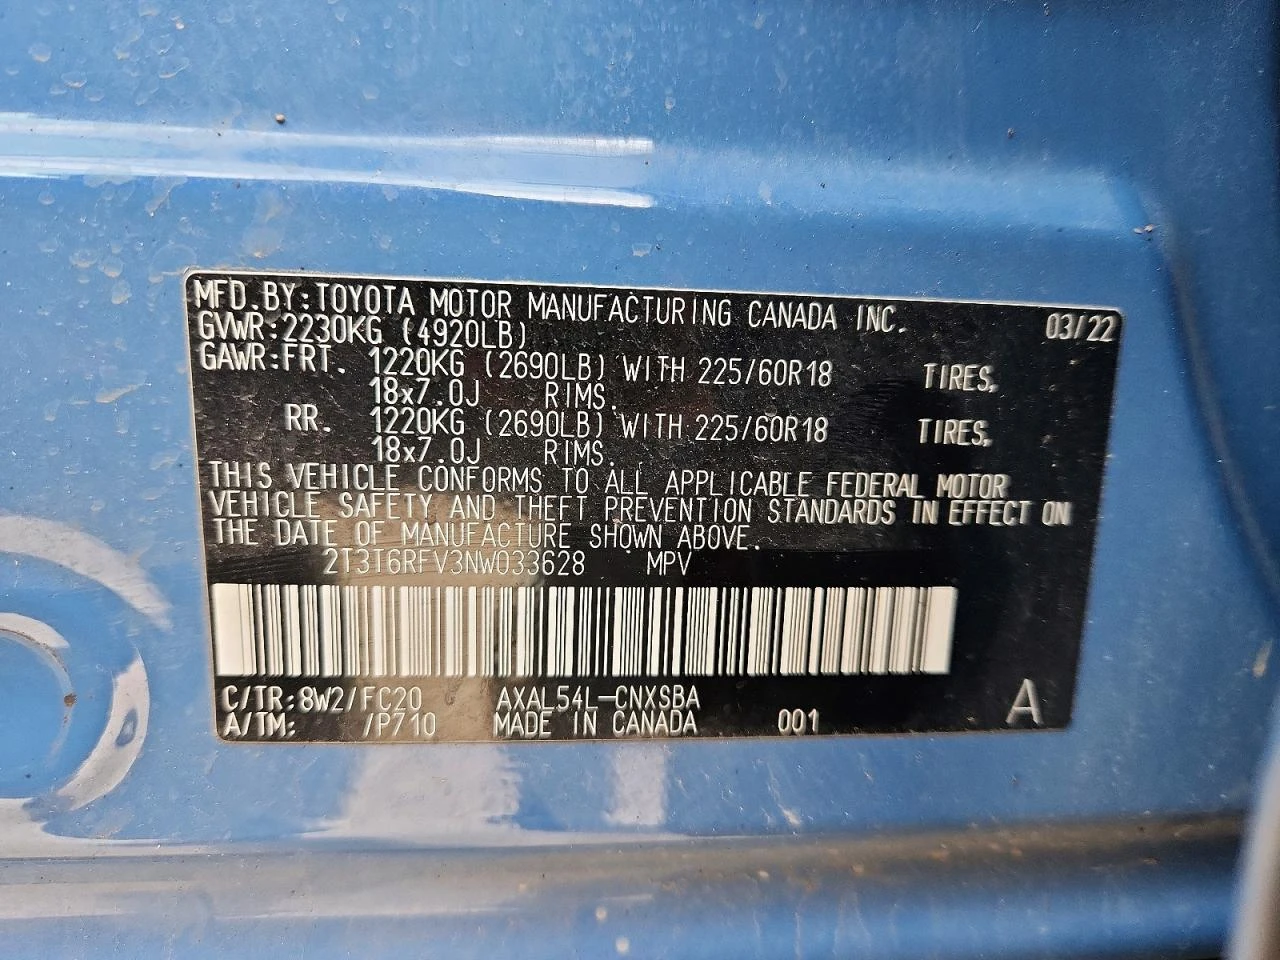 MFD.BY:TOYOTA MOTOR MANUFACTURING CANADA INC. 03/22
GVWR:2230KG (4920LB)
GAWR:FRT. 1220KG (2690LB) WITH 225/60R18 TIRES,
18x7.0J RIMS.
RR. 1220KG (2690LB) WITH 225/60R18 TIRES,
18x7.0J RIMS.
THIS VEHICLE CONFORMS TO ALL APPLICABLE FEDERAL MOTOR
VEHICLE SAFETY AND THEFT PREVENTION STANDARDS IN EFFECT ON
THE DATE OF MANUFACTURE SHOWN ABOVE.
2T3T6RFV3NW033628 MPV
C/TR:8W2/FC20 AXAL54L-CNXSBA
A/TM: /P710 MADE IN CANADA 001 A